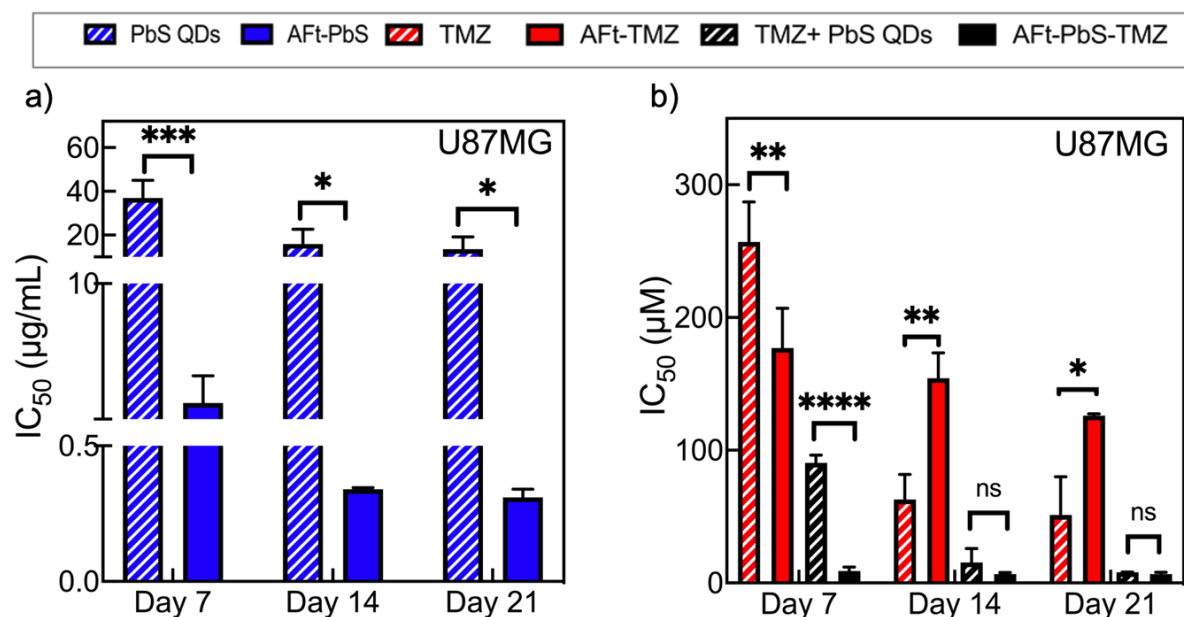 PbS QDs AFt-PbS TMZ AFt-TMZ TMZ+ PbS QDs AFt-PbS-TMZ
a)
U87MG
IC50 (µg/mL)
60
40
20
10
0.5
0.0
***
*
*
Day 7 Day 14 Day 21
b)
U87MG
IC50 (µM)
300
200
100
0
**
****
**
ns
*
ns
Day 7 Day 14 Day 21